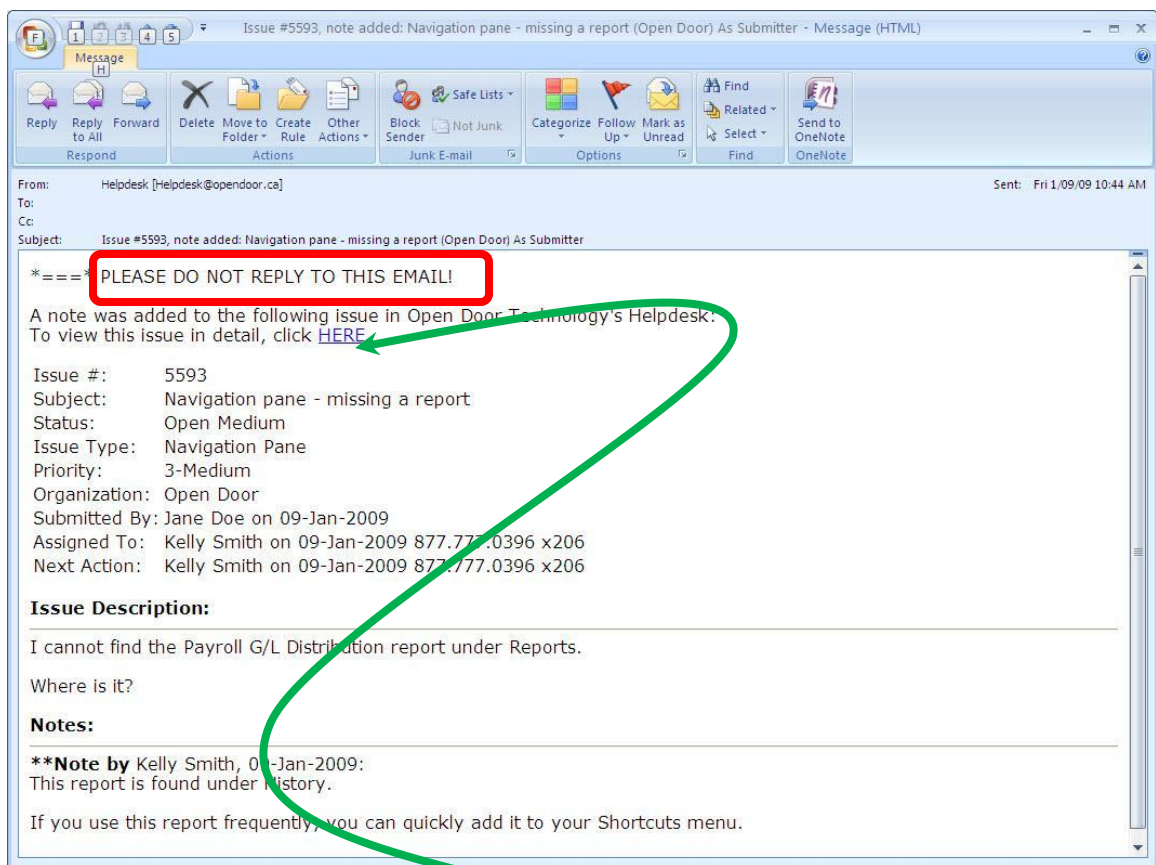 1 2 3 4 5
Issue #5593, note added: Navigation pane - missing a report (Open Door) As Submitter - Message (HTML)
F
Message
H
Reply Reply to All Forward
Respond
Delete Move to Folder Create Rule Other Actions
Actions
Block Sender Safe Lists Not Junk
Junk E-mail
Categorize Follow Up Mark as Unread
Options
Find
Related
Select
Find
Send to OneNote
OneNote
From: Helpdesk [Helpdesk@opendoor.ca] Sent: Fri 1/09/09 10:44 AM
To:
Cc:
Subject: Issue #5593, note added: Navigation pane - missing a report (Open Door) As Submitter
*===* PLEASE DO NOT REPLY TO THIS EMAIL!
A note was added to the following issue in Open Door Technology's Helpdesk:
To view this issue in detail, click HERE
Issue #: 5593
Subject: Navigation pane - missing a report
Status: Open Medium
Issue Type: Navigation Pane
Priority: 3-Medium
Organization: Open Door
Submitted By: Jane Doe on 09-Jan-2009
Assigned To: Kelly Smith on 09-Jan-2009 877.777.0396 x206
Next Action: Kelly Smith on 09-Jan-2009 877.777.0396 x206
Issue Description:
I cannot find the Payroll G/L Distribution report under Reports.
Where is it?
Notes:
**Note by Kelly Smith, 09-Jan-2009:
This report is found under History.
If you use this report frequently, you can quickly add it to your Shortcuts menu.